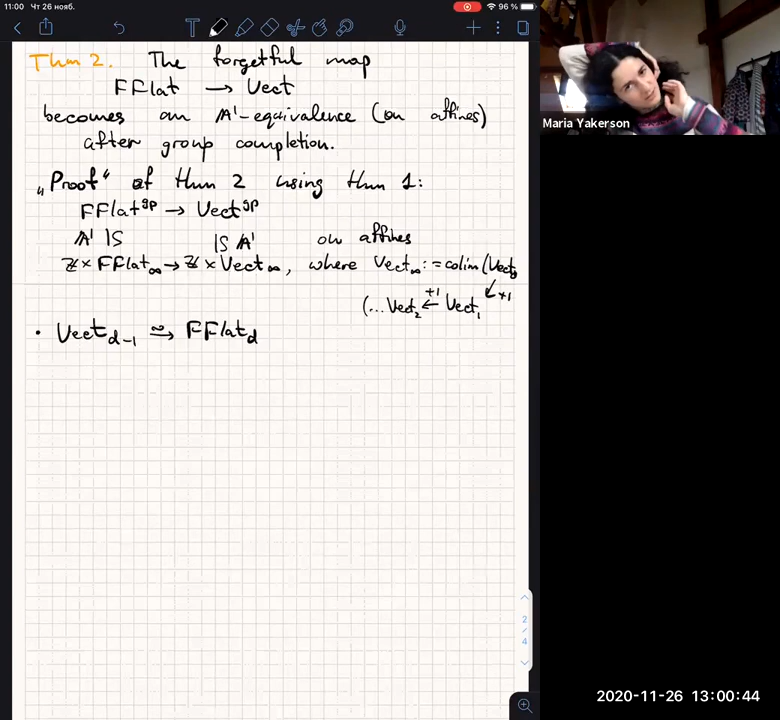 11:00 Чт 26 нояб.
96 %
Thm 2. The forgetful map
FFlat → Vect
becomes an A¹-equivalence (on affines)
after group completion.
„Proof" of thm 2 using thm 1:
FFlat^gp → Vect^gp
A¹ IS IS A¹ on affines
ℤ × FFlat_∞ → ℤ × Vect_∞, where Vect_∞ := colim (Vect_0
↙ +1
(... Vect_2 ←^{+1} Vect_1
• Vect_{d-1} ⥲ FFlat_d
2
/
4
Maria Yakerson
2020-11-26 13:00:44